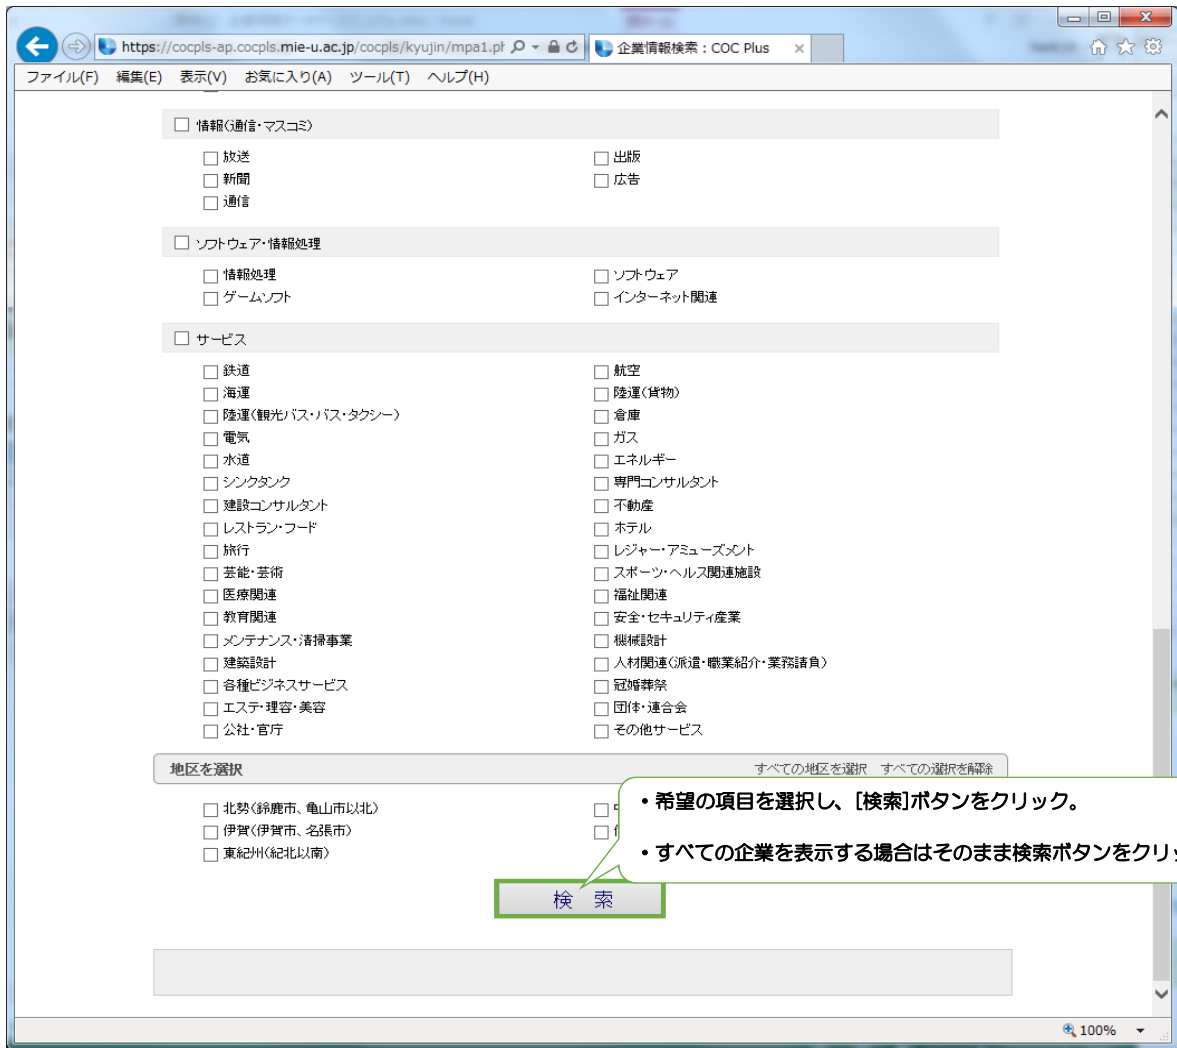 https://cocpls-ap.cocpls.mie-u.ac.jp/cocpls/kyujin/mpa1.ph
企業情報検索 : COC Plus
ファイル(F) 編集(E) 表示(V) お気に入り(A) ツール(T) ヘルプ(H)
情報(通信・マスコミ)
放送 出版
新聞 広告
通信
ソフトウェア・情報処理
情報処理 ソフトウェア
ゲームソフト インターネット関連
サービス
鉄道 航空
海運 陸運(貨物)
陸運(観光バス・バス・タクシー) 倉庫
電気 ガス
水道 エネルギー
シンクタンク 専門コンサルタント
建設コンサルタント 不動産
レストラン・フード ホテル
旅行 レジャー・アミューズメント
芸能・芸術 スポーツ・ヘルス関連施設
医療関連 福祉関連
教育関連 安全・セキュリティ産業
メンテナンス・清掃事業 機械設計
建築設計 人材関連(派遣・職業紹介・業務請負)
各種ビジネスサービス 冠婚葬祭
エステ・理容・美容 団体・連合会
公社・官庁 その他サービス
地区を選択 すべての地区を選択 すべての選択を解除
北勢(鈴鹿市、亀山市以北)
伊賀(伊賀市、名張市)
東紀州(紀北以南)
・希望の項目を選択し、[検索]ボタンをクリック。
・すべての企業を表示する場合はそのまま検索ボタンをクリ
検 索
100%